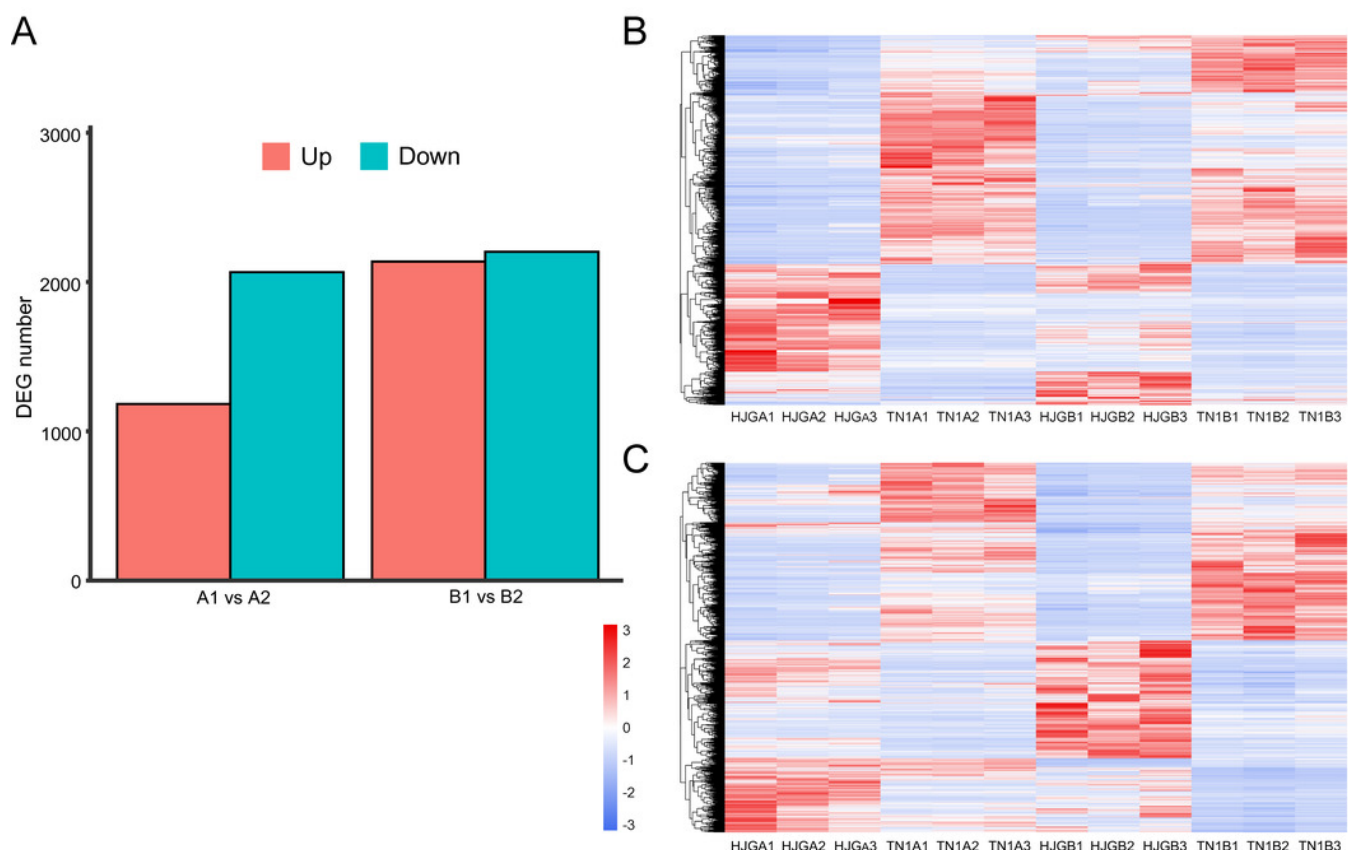 A
3000
2000
1000
0
DEG number
Up
Down
A1 vs A2
B1 vs B2
3
2
1
0
-1
-2
-3
B
HJGA1 HJGA2 HJGA3 TN1A1 TN1A2 TN1A3 HJGB1 HJGB2 HJGB3 TN1B1 TN1B2 TN1B3
C
HJGA1 HJGA2 HJGA3 TN1A1 TN1A2 TN1A3 HJGB1 HJGB2 HJGB3 TN1B1 TN1B2 TN1B3